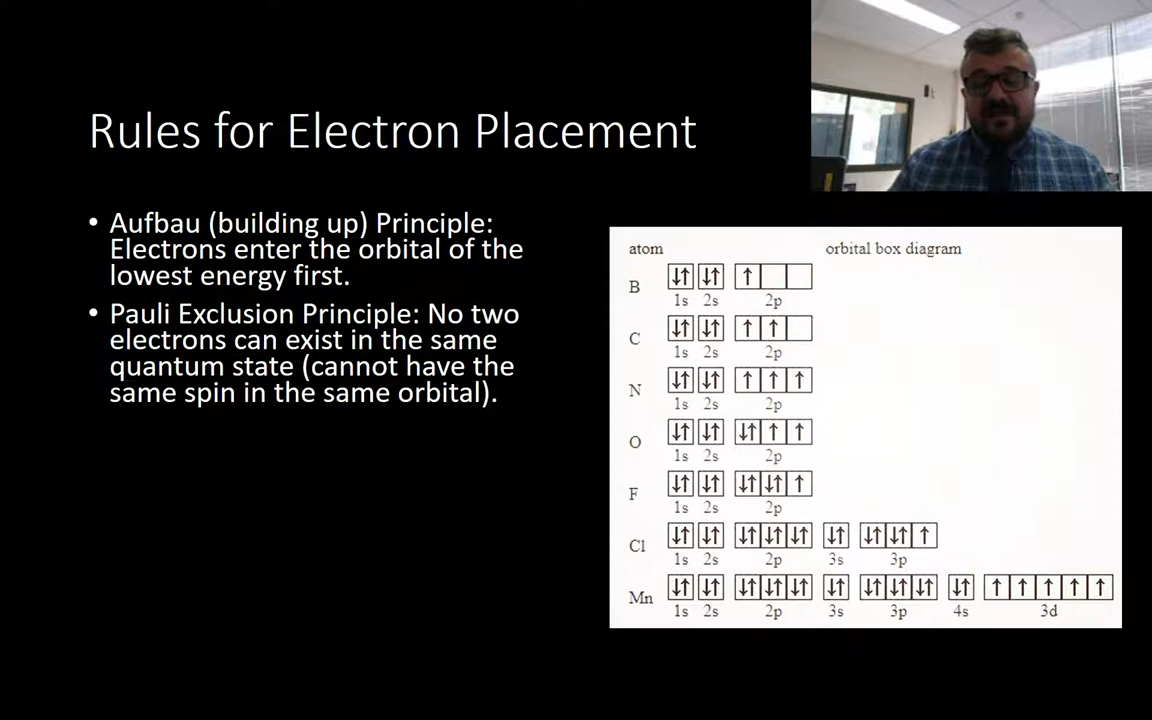 Rules for Electron Placement
• Aufbau (building up) Principle:
Electrons enter the orbital of the
lowest energy first.
• Pauli Exclusion Principle: No two
electrons can exist in the same
quantum state (cannot have the
same spin in the same orbital).
atom orbital box diagram
B ↓↑ ↓↑ ↑
1s 2s 2p
C ↓↑ ↓↑ ↑ ↑
1s 2s 2p
N ↓↑ ↓↑ ↑ ↑ ↑
1s 2s 2p
O ↓↑ ↓↑ ↓↑ ↑ ↑
1s 2s 2p
F ↓↑ ↓↑ ↓↑ ↓↑ ↑
1s 2s 2p
Cl ↓↑ ↓↑ ↓↑ ↓↑ ↓↑ ↓↑ ↓↑ ↓↑ ↑
1s 2s 2p 3s 3p
Mn ↓↑ ↓↑ ↓↑ ↓↑ ↓↑ ↓↑ ↓↑ ↓↑ ↓↑ ↓↑ ↑ ↑ ↑ ↑ ↑
1s 2s 2p 3s 3p 4s 3d